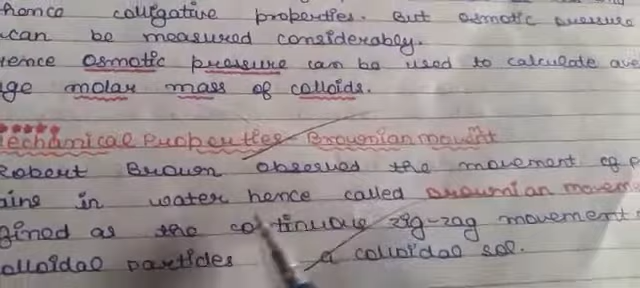 hence colligative properties. But osmotic pressure
can be measured considerably.
Hence osmotic pressure can be used to calculate ave
age molar mass of colloids.
Mechanical Properties - Brownian movemt
Robert Brown observed the movement of
in water hence called Brownian movem
as the continuous zig-zag movement
colloidal particles a colloidal sol.